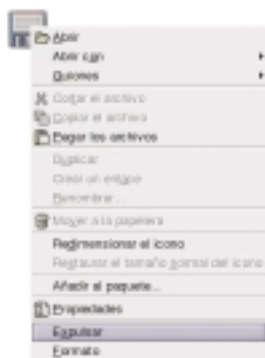 Abrir
Abrir con
Guiones
Cortar el archivo
Copiar el archivo
Pegar los archivos
Duplicar
Crear un enlace
Renombrar...
Mover a la papelera
Redimensionar el icono
Restaurar el tamaño normal del icono
Añadir al paquete...
Propiedades
Expulsar
Formato